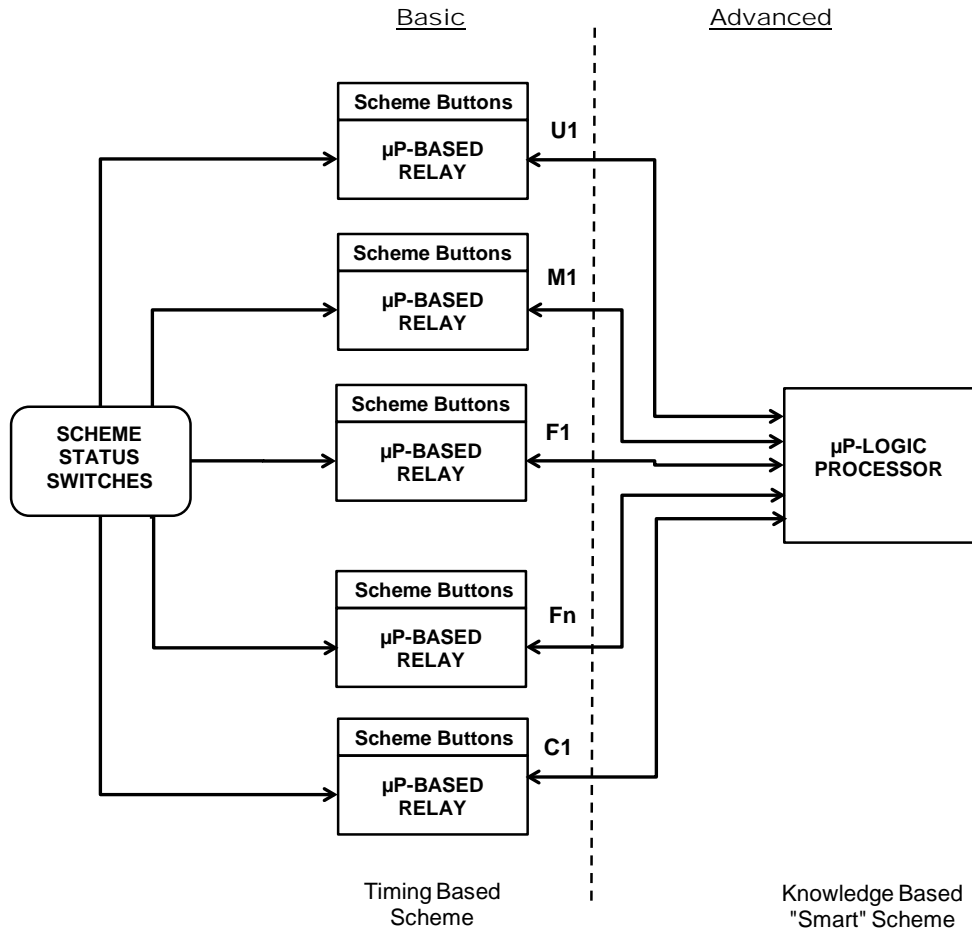 Basic
Advanced
Scheme Buttons
µP-BASED
RELAY
U1
Scheme Buttons
µP-BASED
RELAY
M1
Scheme Buttons
µP-BASED
RELAY
F1
SCHEME
STATUS
SWITCHES
µP-LOGIC
PROCESSOR
Scheme Buttons
µP-BASED
RELAY
Fn
Scheme Buttons
µP-BASED
RELAY
C1
Timing Based
Scheme
Knowledge Based
"Smart" Scheme